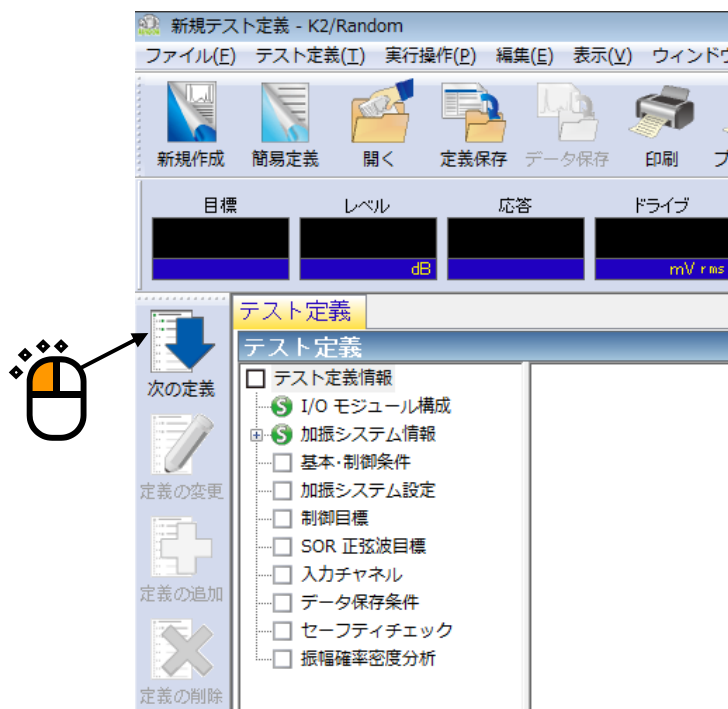 新規テスト定義 - K2/Random
ファイル(F) テスト定義(T) 実行操作(P) 編集(E) 表示(V) ウィンドウ
新規作成 簡易定義 開く 定義保存 データ保存 印刷 プ
目標 レベル 応答 ドライブ
dB mV rms
テスト定義
テスト定義
次の定義
定義の変更
定義の追加
定義の削除
テスト定義情報
S I/O モジュール構成
S 加振システム情報
基本・制御条件
加振システム設定
制御目標
SOR 正弦波目標
入力チャネル
データ保存条件
セーフティチェック
振幅確率密度分析